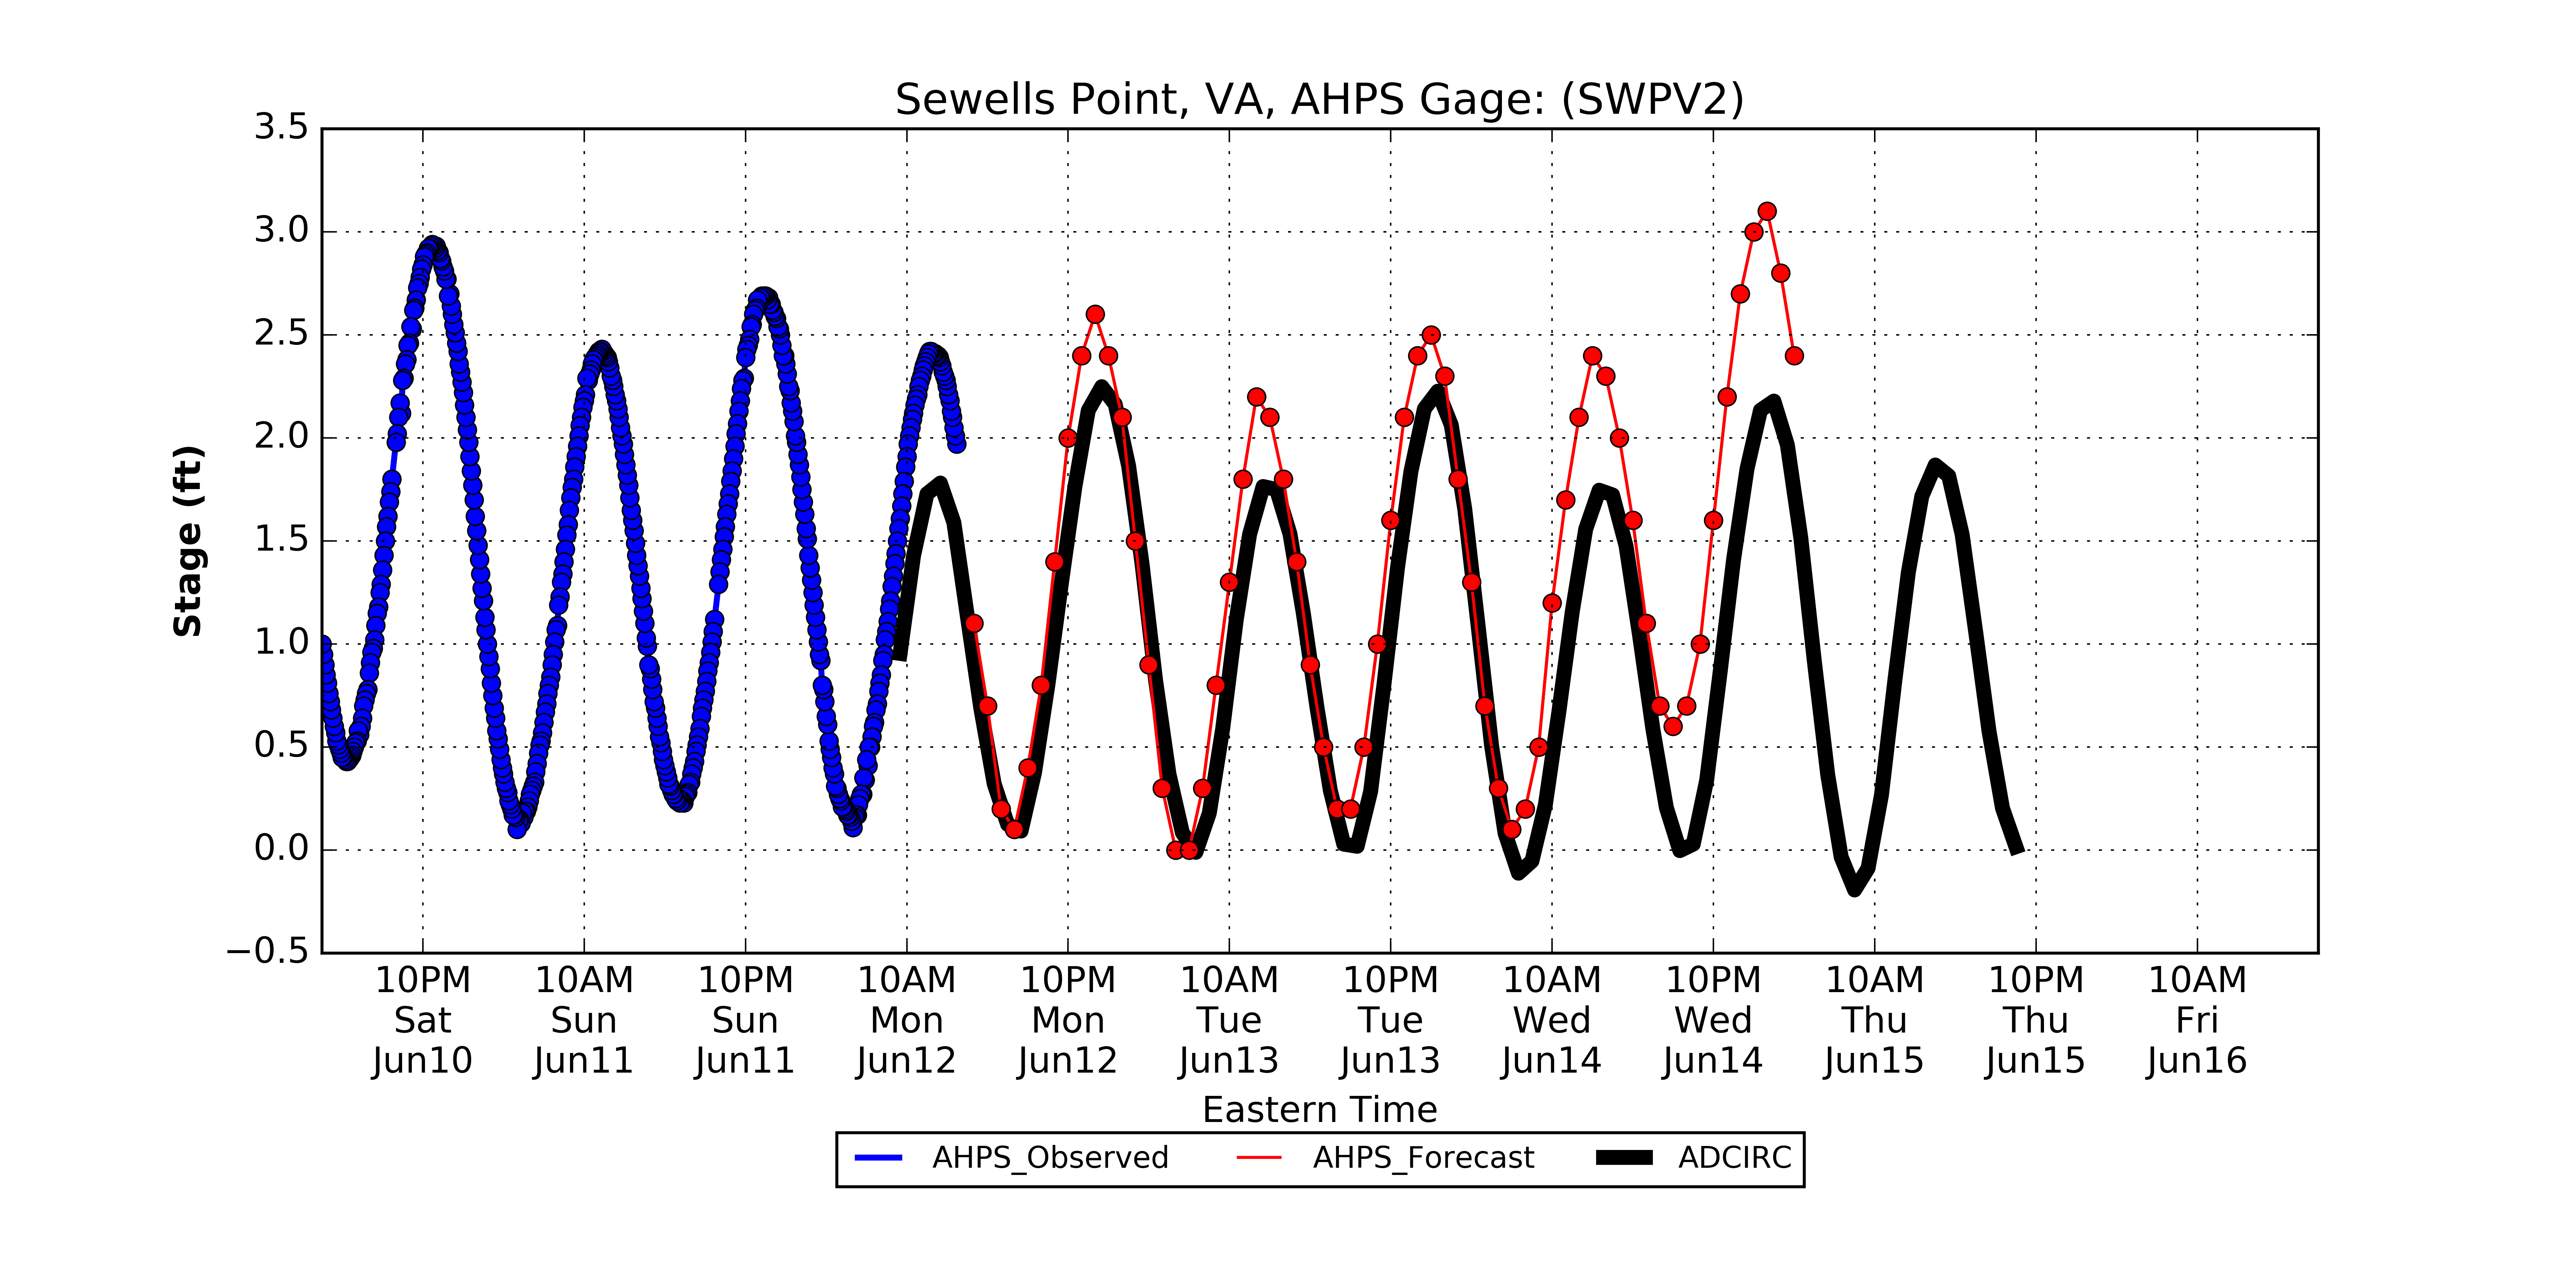 Sewells Point, VA, AHPS Gage: (SWPV2)
3.5
3.0
2.5
2.0
1.5
1.0
0.5
0.0
−0.5
Stage (ft)
10PM 10AM 10PM 10AM 10PM 10AM 10PM 10AM 10PM 10AM 10PM 10AM
Sat Sun Sun Mon Mon Tue Tue Wed Wed Thu Thu Fri
Jun10 Jun11 Jun11 Jun12 Jun12 Jun13 Jun13 Jun14 Jun14 Jun15 Jun15 Jun16
Eastern Time
AHPS_Observed AHPS_Forecast ADCIRC